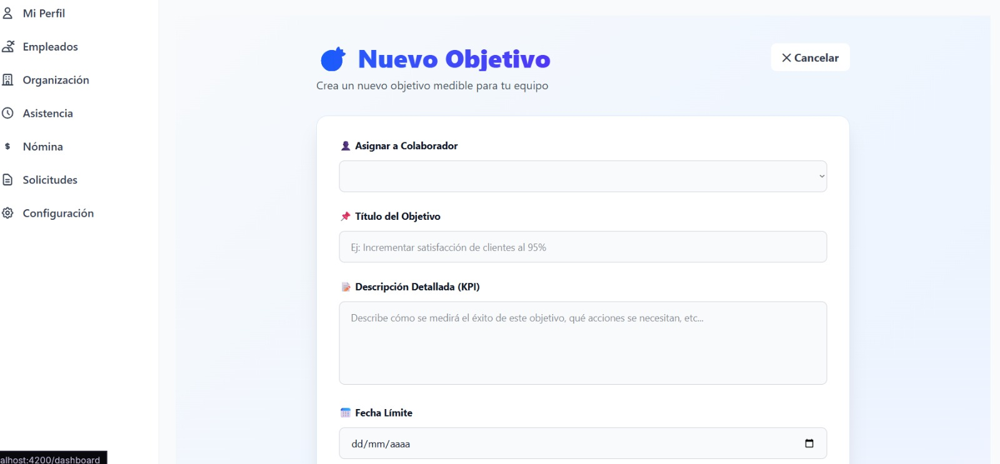 Mi Perfil
Empleados
Organización
Asistencia
$ Nómina
Solicitudes
Configuración
Nuevo Objetivo
Cancelar
Crea un nuevo objetivo medible para tu equipo
Asignar a Colaborador
Título del Objetivo
Ej: Incrementar satisfacción de clientes al 95%
Descripción Detallada (KPI)
Describe cómo se medirá el éxito de este objetivo, qué acciones se necesitan, etc...
Fecha Límite
dd/mm/aaaa
alhost:4200/dashboard